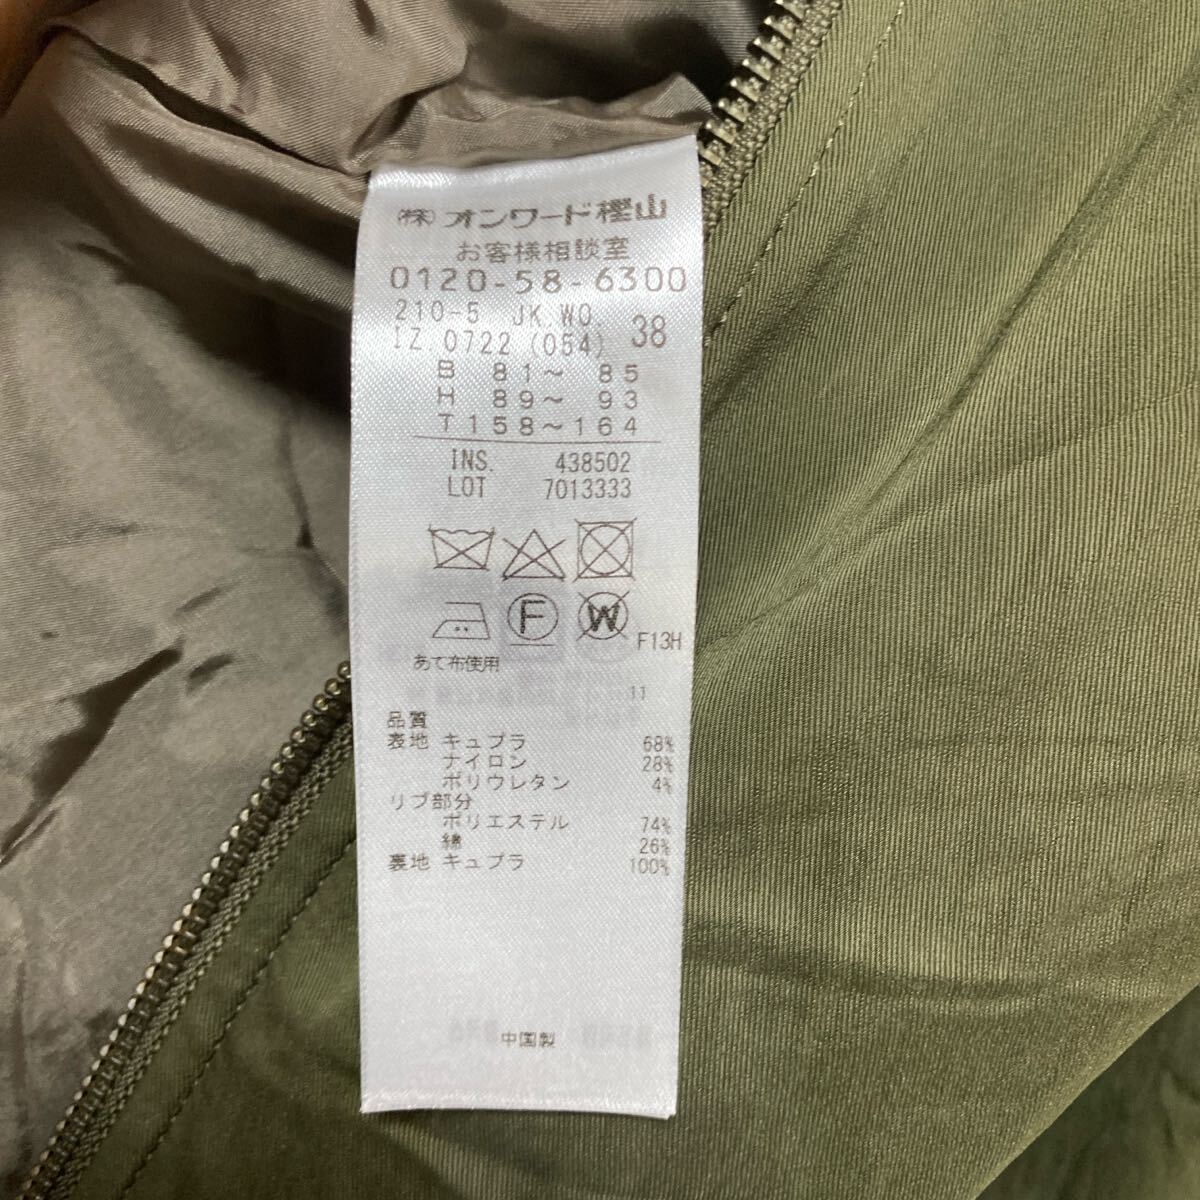 (株)オンワード樫山
お客様相談室
0120-58-6300
210-5 JK.WO.
IZ.0722 (054) 38
B 81〜 85
H 89〜 93
T158〜164
INS. 438502
LOT 7013333
F W
F13H
あて布使用
11
品質
表地 キュプラ 68%
ナイロン 28%
ポリウレタン 4%
リブ部分
ポリエステル 74%
綿 26%
裏地 キュプラ 100%
中国製